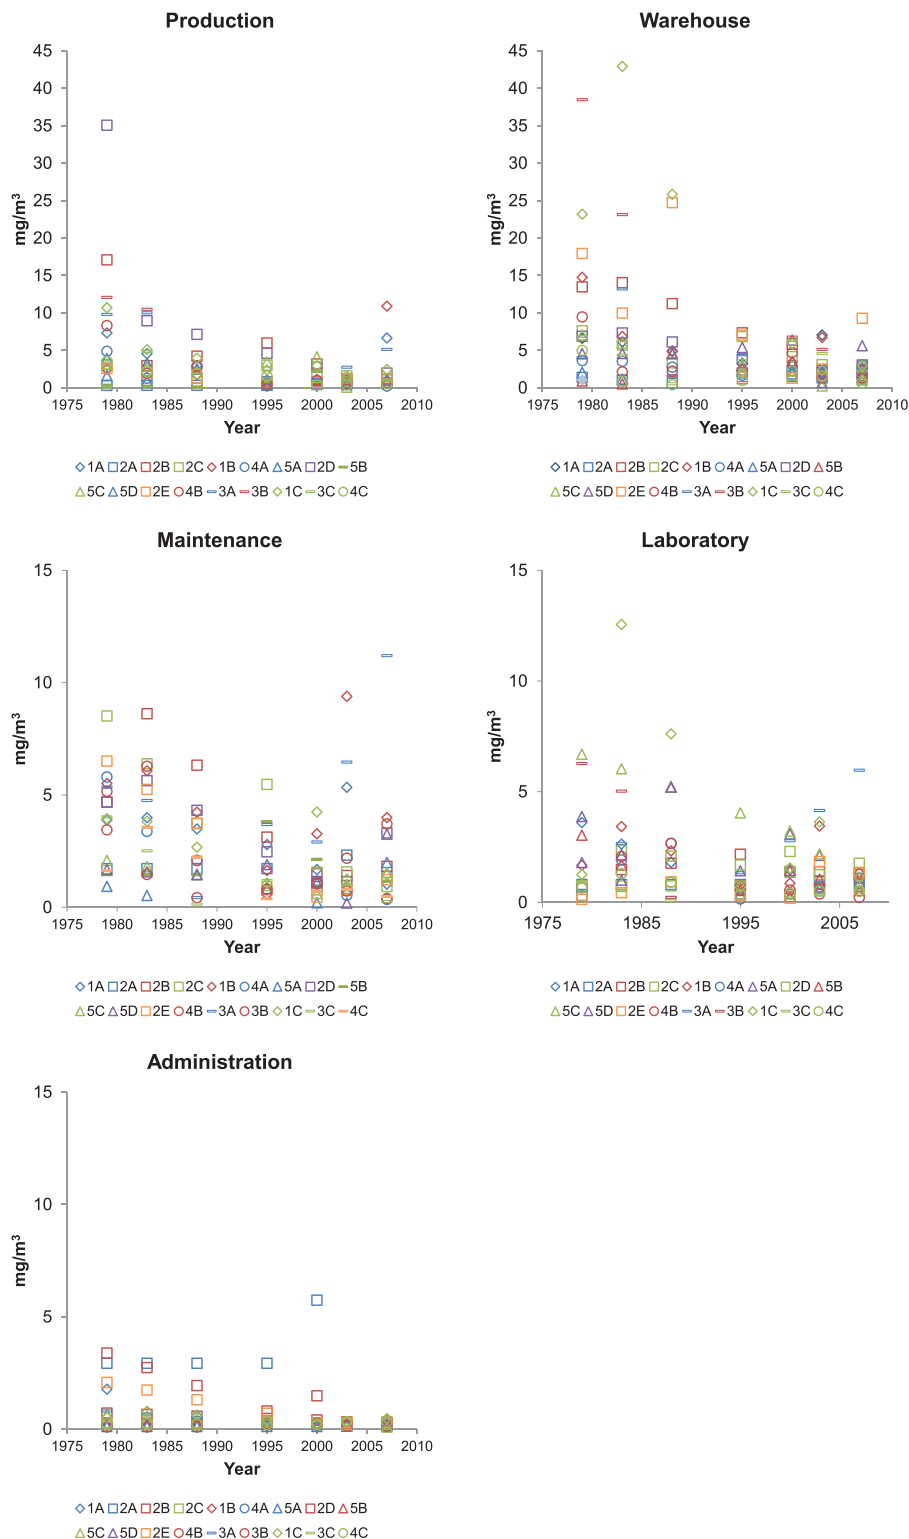 Production
45
40
35
30
25
20
15
10
5
0
mg/m³
1975 1980 1985 1990 1995 2000 2005 2010
Year
1A 2A 2B 2C 1B 4A 5A 2D 5B
5C 5D 2E 4B 3A 3B 1C 3C 4C
Warehouse
45
40
35
30
25
20
15
10
5
0
mg/m³
1975 1980 1985 1990 1995 2000 2005 2010
Year
1A 2A 2B 2C 1B 4A 5A 2D 5B
5C 5D 2E 4B 3A 3B 1C 3C 4C
Maintenance
15
10
5
0
mg/m³
1975 1980 1985 1990 1995 2000 2005 2010
Year
1A 2A 2B 2C 1B 4A 5A 2D 5B
5C 5D 2E 4B 3A 3B 1C 3C 4C
Laboratory
15
10
5
0
mg/m³
1975 1985 1995 2005
Year
1A 2A 2B 2C 1B 4A 5A 2D 5B
5C 5D 2E 4B 3A 3B 1C 3C 4C
Administration
15
10
5
0
mg/m³
1975 1980 1985 1990 1995 2000 2005 2010
Year
1A 2A 2B 2C 1B 4A 5A 2D 5B
5C 5D 2E 4B 3A 3B 1C 3C 4C